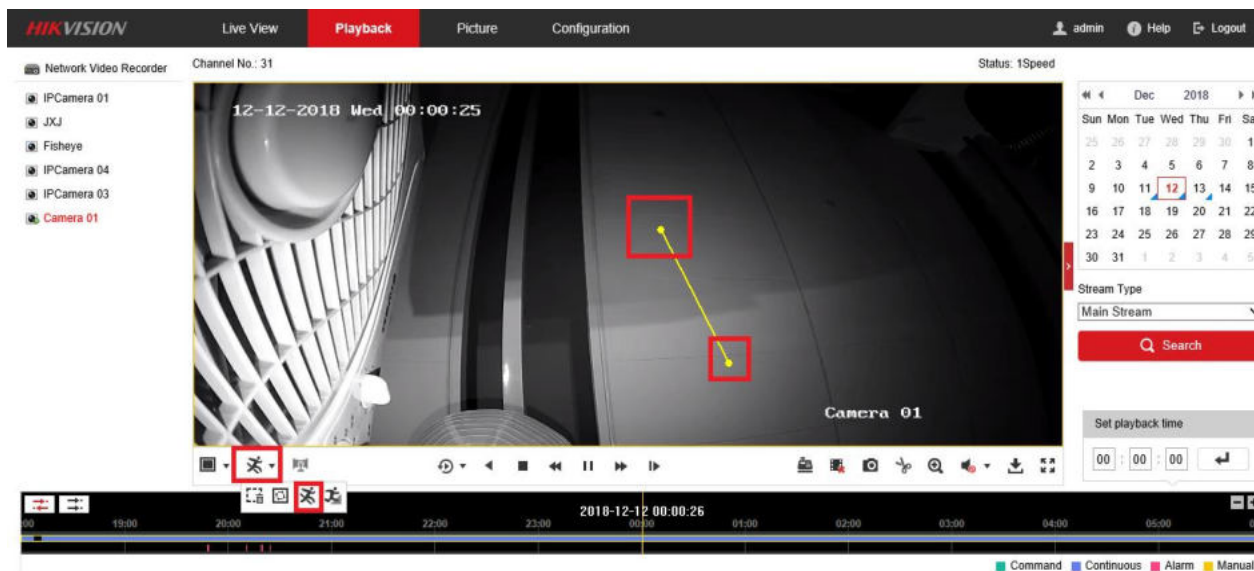 HIKVISION Live View Playback Picture Configuration admin Help Logout
Network Video Recorder
IPCamera 01
JXJ
Fisheye
IPCamera 04
IPCamera 03
Camera 01
Channel No.: 31 Status: 1Speed
12-12-2018 Wed 00:00:25
Camera 01
Dec 2018
Sun Mon Tue Wed Thu Fri Sa
25 26 27 28 29 30 1
2 3 4 5 6 7 8
9 10 11 12 13 14 15
16 17 18 19 20 21 22
23 24 25 26 27 28 29
30 31 1 2 3 4 5
Stream Type
Main Stream
Search
Set playback time
00 : 00 : 00
2018-12-12 00:00:26
:00 19:00 20:00 21:00 22:00 23:00 00:00 01:00 02:00 03:00 04:00 05:00
Command Continuous Alarm Manual